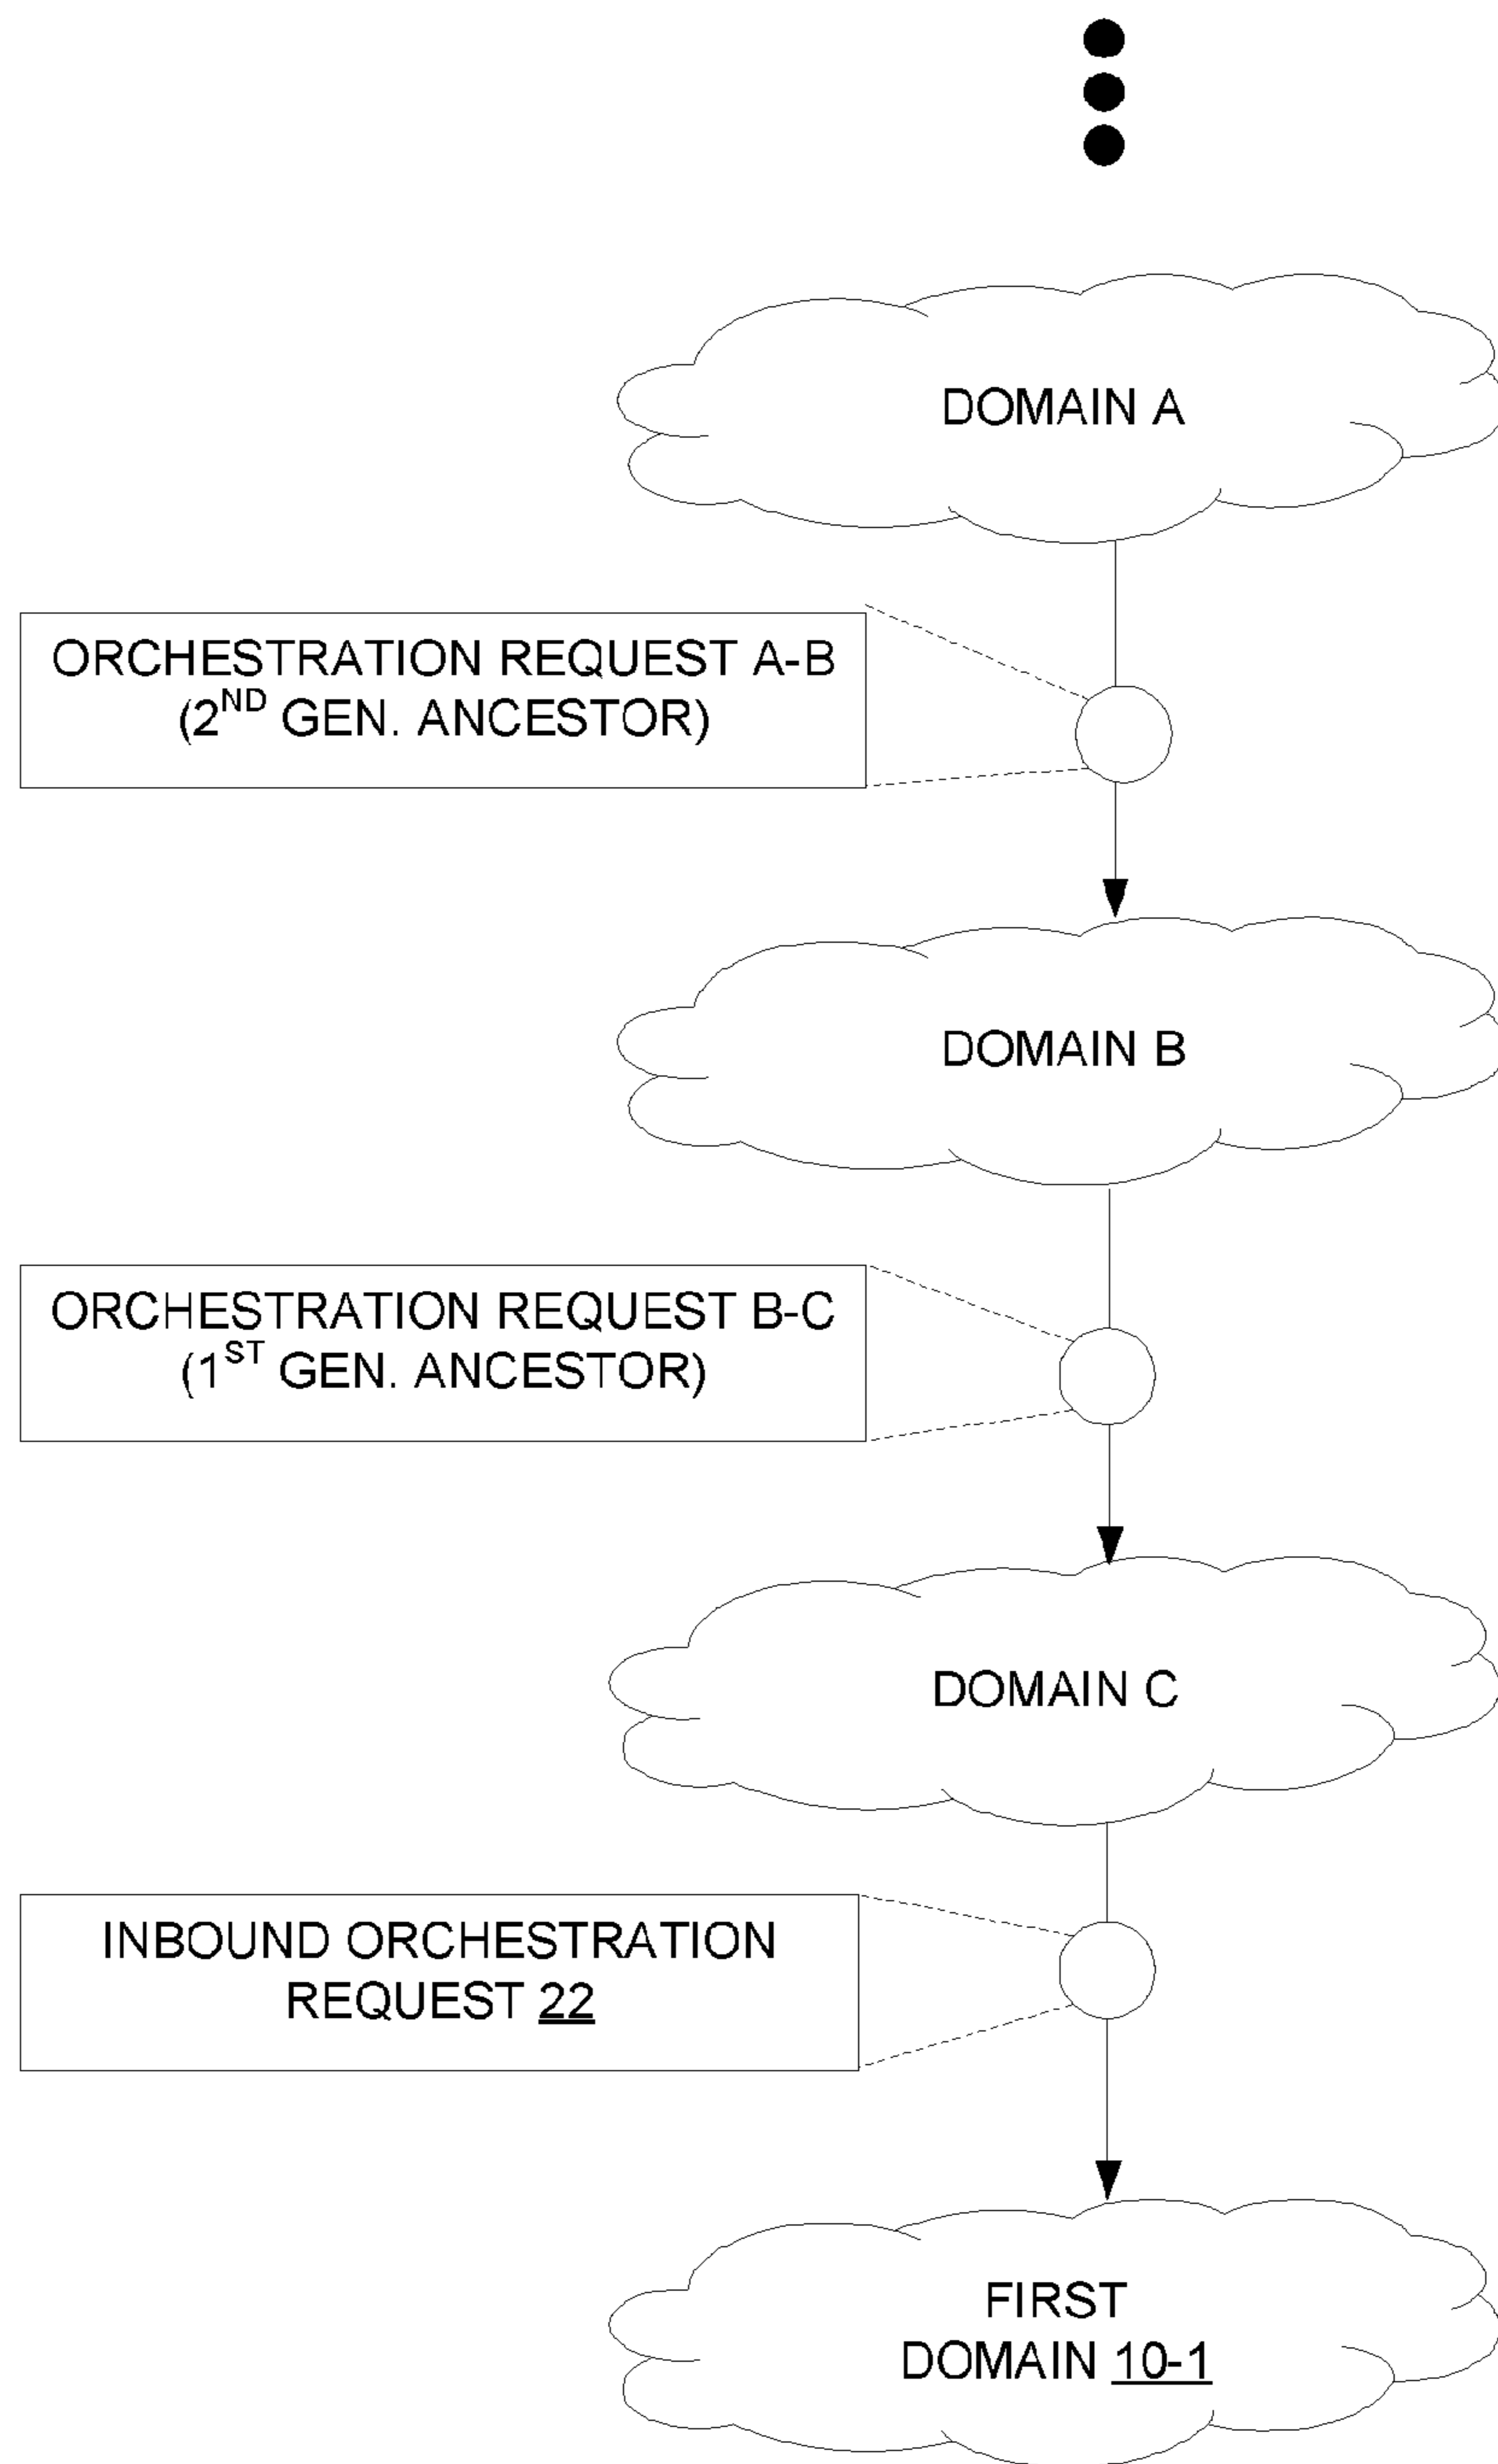 DOMAIN A
ORCHESTRATION REQUEST A-B
(2ND GEN. ANCESTOR)
DOMAIN B
ORCHESTRATION REQUEST B-C
(1ST GEN. ANCESTOR)
DOMAIN C
INBOUND ORCHESTRATION
REQUEST 22
FIRST
DOMAIN 10-1